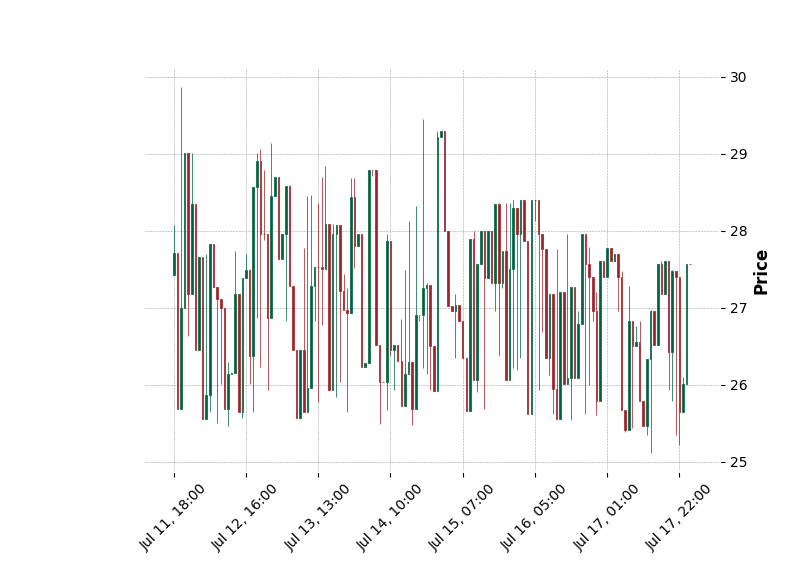 30
29
28
27
26
25
Price
Jul 11, 18:00
Jul 12, 16:00
Jul 13, 13:00
Jul 14, 10:00
Jul 15, 07:00
Jul 16, 05:00
Jul 17, 01:00
Jul 17, 22:00